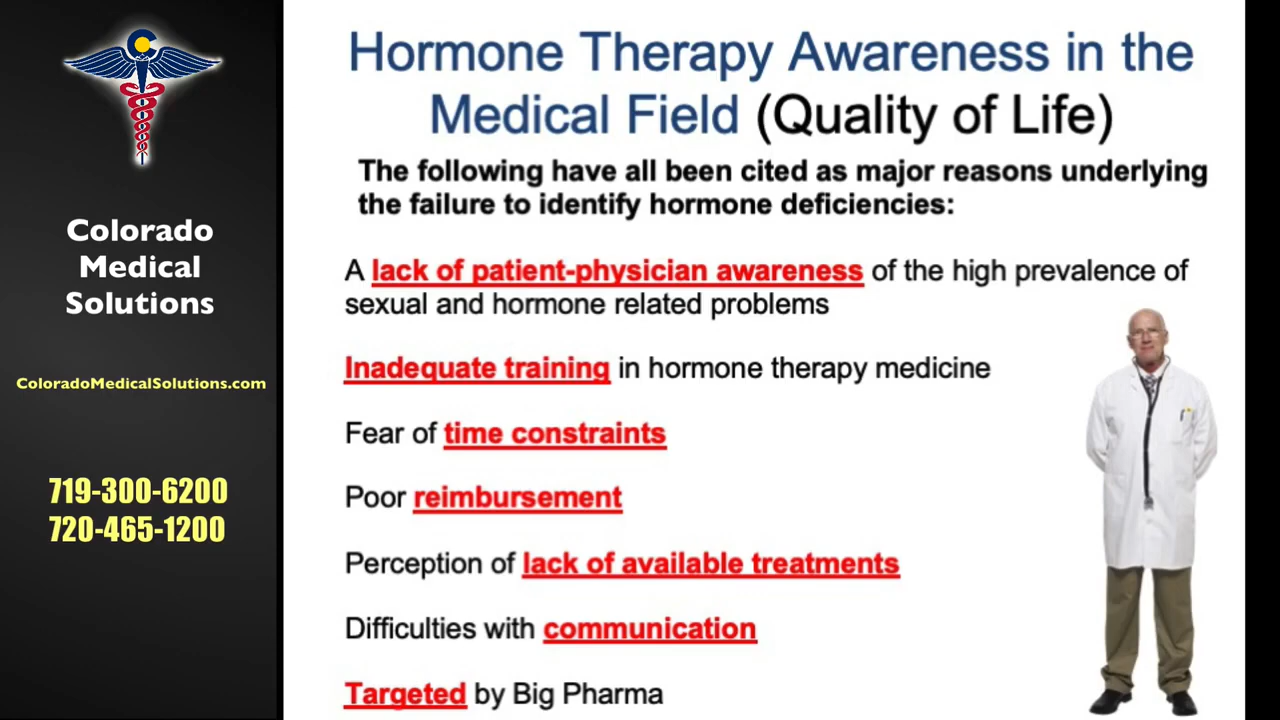 Colorado
Medical
Solutions
ColoradoMedicalSolutions.com
719-300-6200
720-465-1200
Hormone Therapy Awareness in the
Medical Field (Quality of Life)
The following have all been cited as major reasons underlying
the failure to identify hormone deficiencies:
A lack of patient-physician awareness of the high prevalence of
sexual and hormone related problems
Inadequate training in hormone therapy medicine
Fear of time constraints
Poor reimbursement
Perception of lack of available treatments
Difficulties with communication
Targeted by Big Pharma